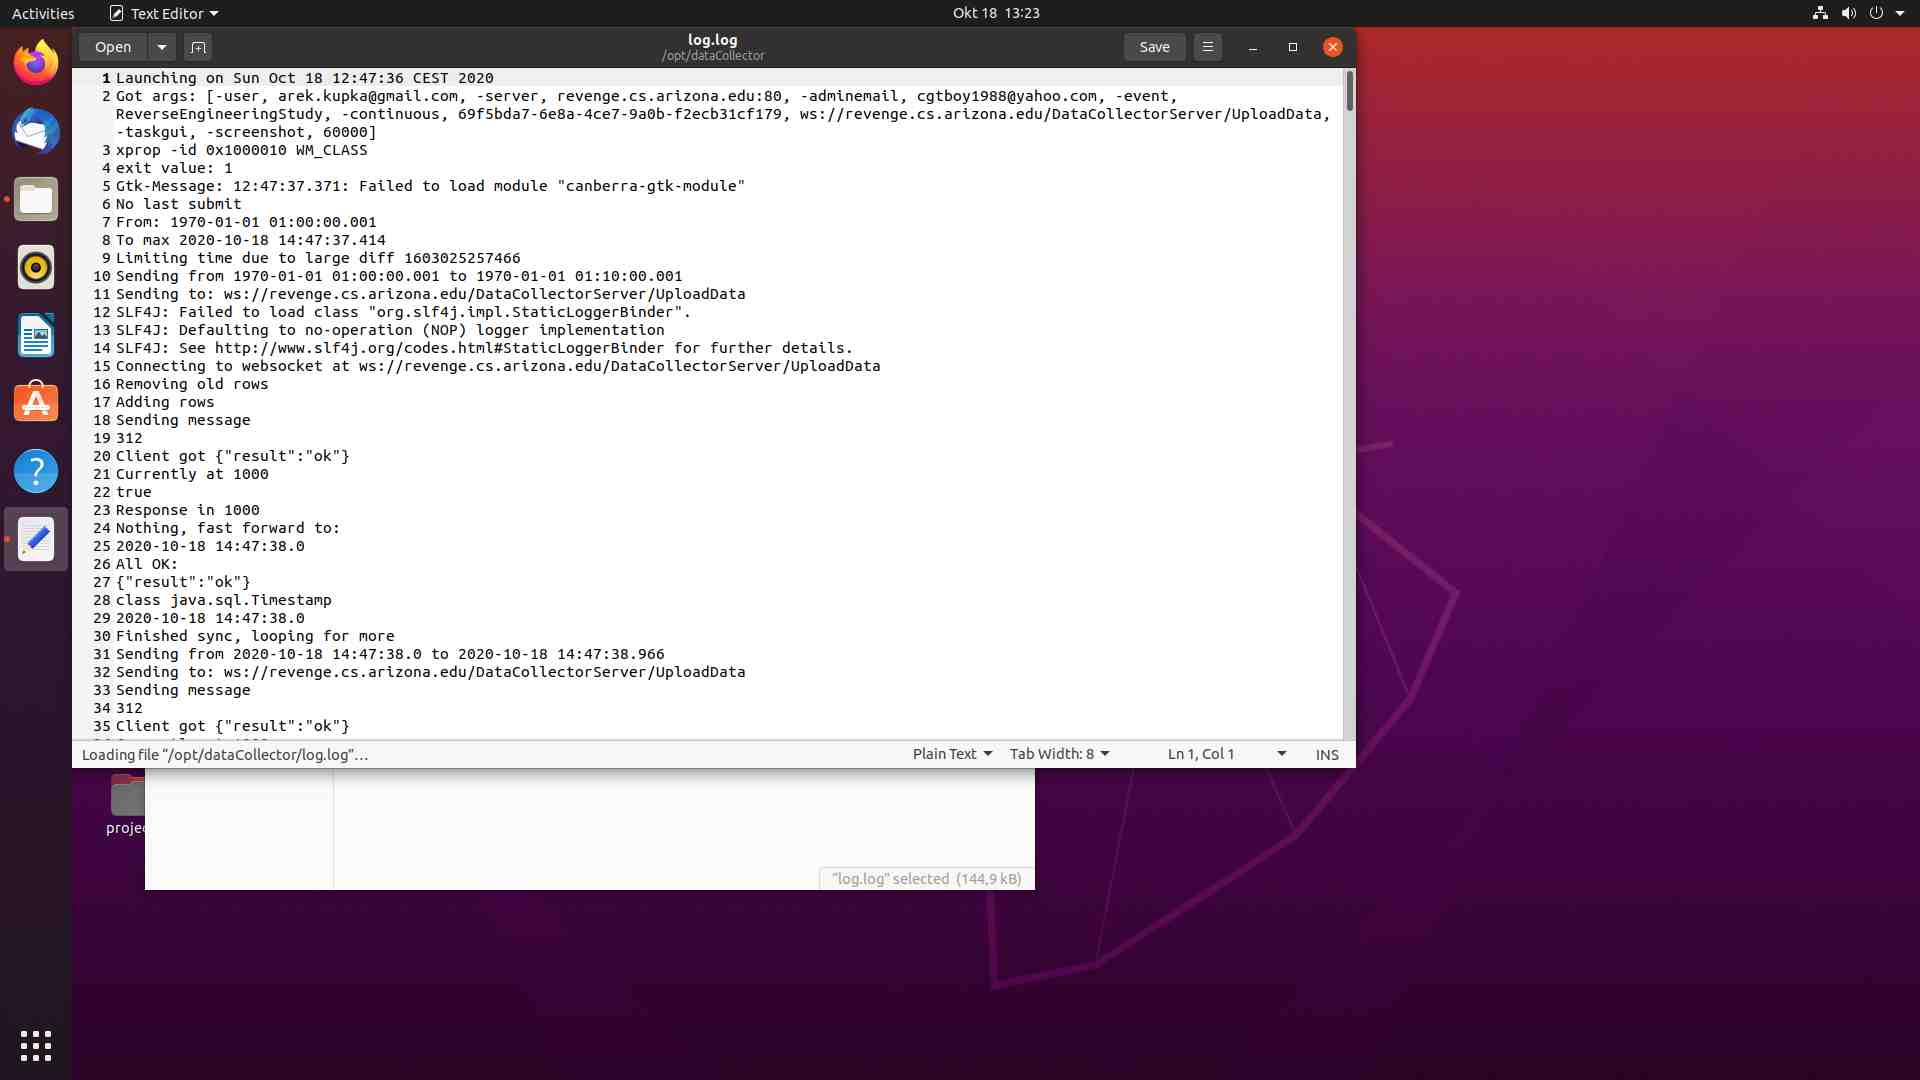 Activities
Text Editor
Okt 18  13:23
Open
log.log
/opt/dataCollector
Save
1 Launching on Sun Oct 18 12:47:36 CEST 2020
2 Got args: [-user, arek.kupka@gmail.com, -server, revenge.cs.arizona.edu:80, -adminemail, cgtboy1988@yahoo.com, -event,
ReverseEngineeringStudy, -continuous, 69f5bda7-6e8a-4ce7-9a0b-f2ecb31cf179, ws://revenge.cs.arizona.edu/DataCollectorServer/UploadData,
-taskgui, -screenshot, 60000]
3 xprop -id 0x1000010 WM_CLASS
4 exit value: 1
5 Gtk-Message: 12:47:37.371: Failed to load module "canberra-gtk-module"
6 No last submit
7 From: 1970-01-01 01:00:00.001
8 To max 2020-10-18 14:47:37.414
9 Limiting time due to large diff 1603025257466
10 Sending from 1970-01-01 01:00:00.001 to 1970-01-01 01:10:00.001
11 Sending to: ws://revenge.cs.arizona.edu/DataCollectorServer/UploadData
12 SLF4J: Failed to load class "org.slf4j.impl.StaticLoggerBinder".
13 SLF4J: Defaulting to no-operation (NOP) logger implementation
14 SLF4J: See http://www.slf4j.org/codes.html#StaticLoggerBinder for further details.
15 Connecting to websocket at ws://revenge.cs.arizona.edu/DataCollectorServer/UploadData
16 Removing old rows
17 Adding rows
18 Sending message
19 312
20 Client got {"result":"ok"}
21 Currently at 1000
22 true
23 Response in 1000
24 Nothing, fast forward to:
25 2020-10-18 14:47:38.0
26 All OK:
27 {"result":"ok"}
28 class java.sql.Timestamp
29 2020-10-18 14:47:38.0
30 Finished sync, looping for more
31 Sending from 2020-10-18 14:47:38.0 to 2020-10-18 14:47:38.966
32 Sending to: ws://revenge.cs.arizona.edu/DataCollectorServer/UploadData
33 Sending message
34 312
35 Client got {"result":"ok"}
Loading file “/opt/dataCollector/log.log”…
Plain Text
Tab Width: 8
Ln 1, Col 1
INS
projec
“log.log” selected  (144,9 kB)